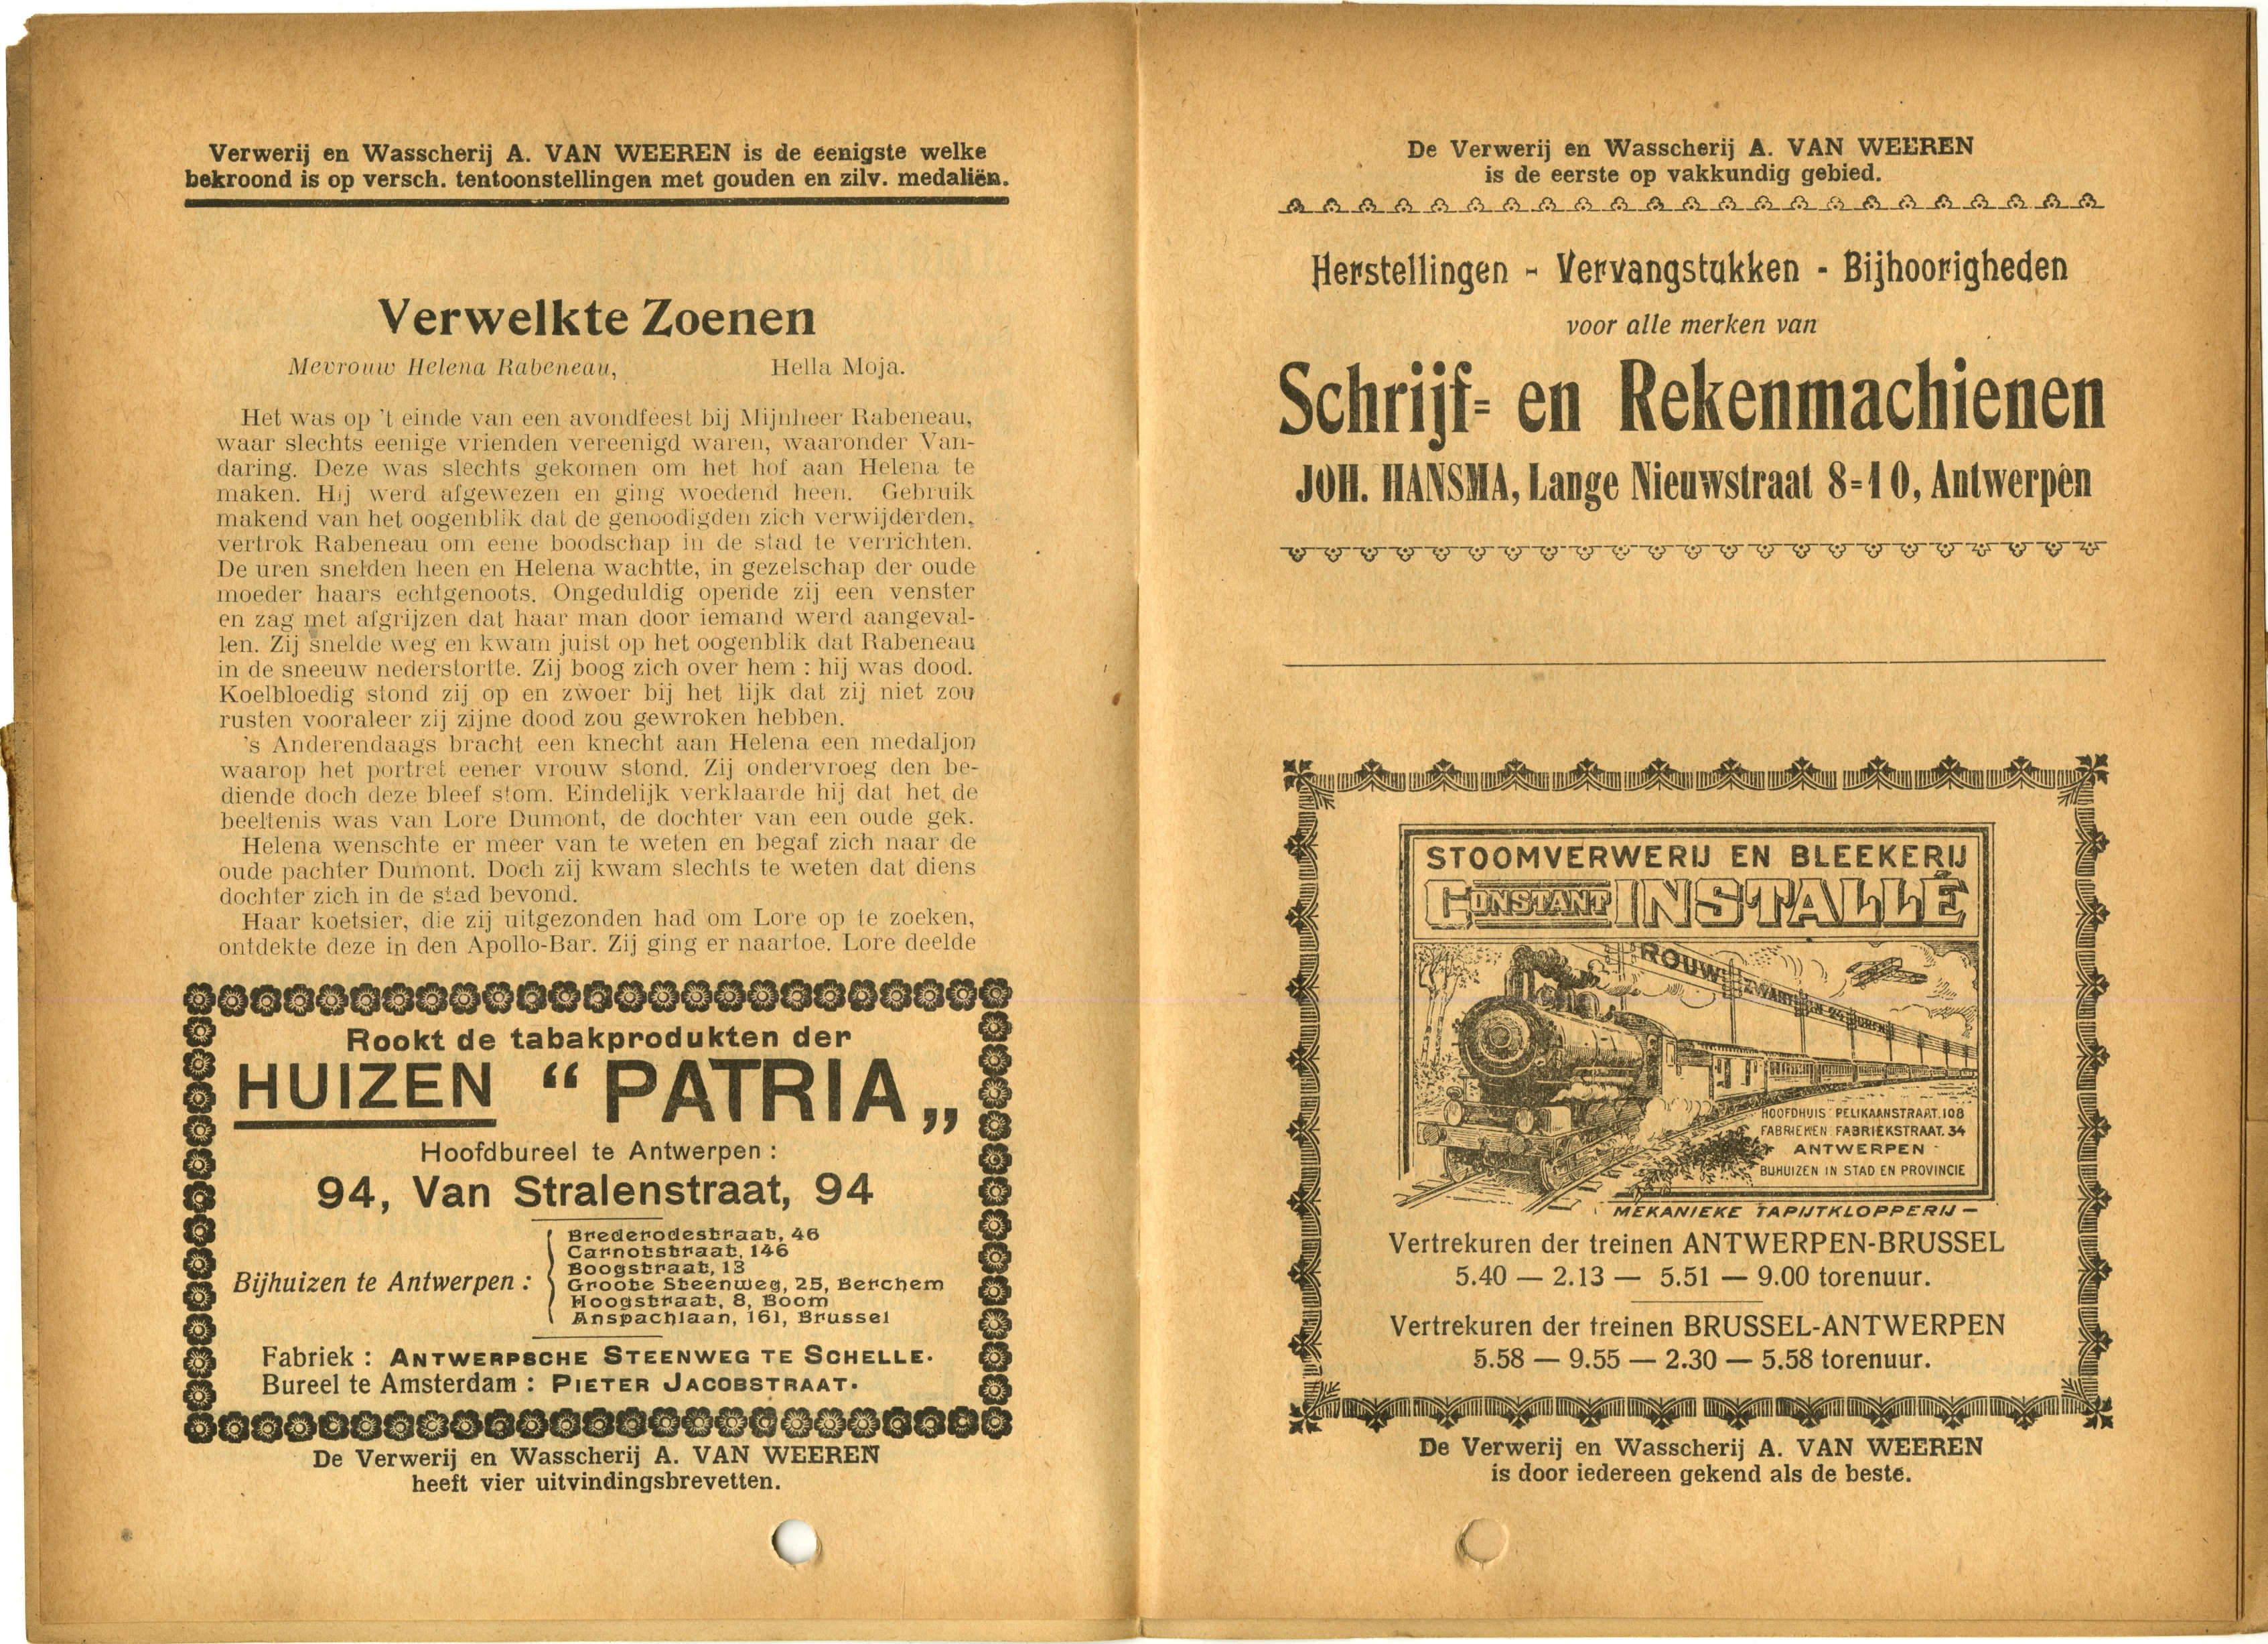 Verwerij en Wasscherij A. VAN WEEREN is de eenigste welke
bekroond is op versch. tentoonstellingen met gouden en zilv. medaliën.
Verwelkte Zoenen
Mevrouw Helena Rabeneau, Hella Moja.
Het was op 't einde van een avondfeest bij Mijnheer Rabeneau,
waar slechts eenige vrienden vereenigd waren, waaronder Van-
daring. Deze was slechts gekomen om het hof aan Helena te
maken. Hij werd afgewezen en ging woedend heen. Gebruik
makend van het oogenblik dat de genoodigden zich verwijderden,
vertrok Rabeneau om eene boodschap in de stad te verrichten.
De uren snelden heen en Helena wachtte, in gezelschap der oude
moeder haars echtgenoots. Ongeduldig opende zij een venster
en zag met afgrijzen dat haar man door iemand werd aangeval-
len. Zij snelde weg en kwam juist op het oogenblik dat Rabeneau
in de sneeuw nederstortte. Zij boog zich over hem : hij was dood.
Koelbloedig stond zij op en zwoer bij het lijk dat zij niet zou
rusten vooraleer zij zijne dood zou gewroken hebben.
's Anderendaags bracht een knecht aan Helena een medaljon
waarop het portret eener vrouw stond. Zij ondervroeg den be-
diende doch deze bleef stom. Eindelijk verklaarde hij dat het de
beeltenis was van Lore Dumont, de dochter van een oude gek.
Helena wenschte er meer van te weten en begaf zich naar de
oude pachter Dumont. Doch zij kwam slechts te weten dat diens
dochter zich in de stad bevond.
Haar koetsier, die zij uitgezonden had om Lore op te zoeken,
ontdekte deze in den Apollo-Bar. Zij ging er naartoe. Lore deelde
Rookt de tabakprodukten der
HUIZEN “ PATRIA „
Hoofdbureel te Antwerpen :
94, Van Stralenstraat, 94
Bijhuizen te Antwerpen :
Brederodestraat, 46
Carnotstraat, 146
Boogstraat, 13
Groote Steenweg, 25, Berchem
Hoogstraat, 8, Boom
Anspachlaan, 161, Brussel
Fabriek : ANTWERPSCHE STEENWEG TE SCHELLE.
Bureel te Amsterdam : PIETER JACOBSTRAAT.
De Verwerij en Wasscherij A. VAN WEEREN
heeft vier uitvindingsbrevetten.
De Verwerij en Wasscherij A. VAN WEEREN
is de eerste op vakkundig gebied.
Herstellingen - Vervangstukken - Bijhoorigheden
voor alle merken van
Schrijf= en Rekenmachienen
JOH. HANSMA, Lange Nieuwstraat 8=10, Antwerpen
STOOMVERWERIJ EN BLEEKERIJ
CONSTANT INSTALLÉ
ROUW ZWART IN 24 UREN
HOOFDHUIS : PELIKAANSTRAAT. 108
FABRIEKEN : FABRIEKSTRAAT. 34
ANTWERPEN
BIJHUIZEN IN STAD EN PROVINCIE
MEKANIEKE TAPIJTKLOPPERIJ —
Vertrekuren der treinen ANTWERPEN-BRUSSEL
5.40 — 2.13 — 5.51 — 9.00 torenuur.
Vertrekuren der treinen BRUSSEL-ANTWERPEN
5.58 — 9.55 — 2.30 — 5.58 torenuur.
De Verwerij en Wasscherij A. VAN WEEREN
is door iedereen gekend als de beste.